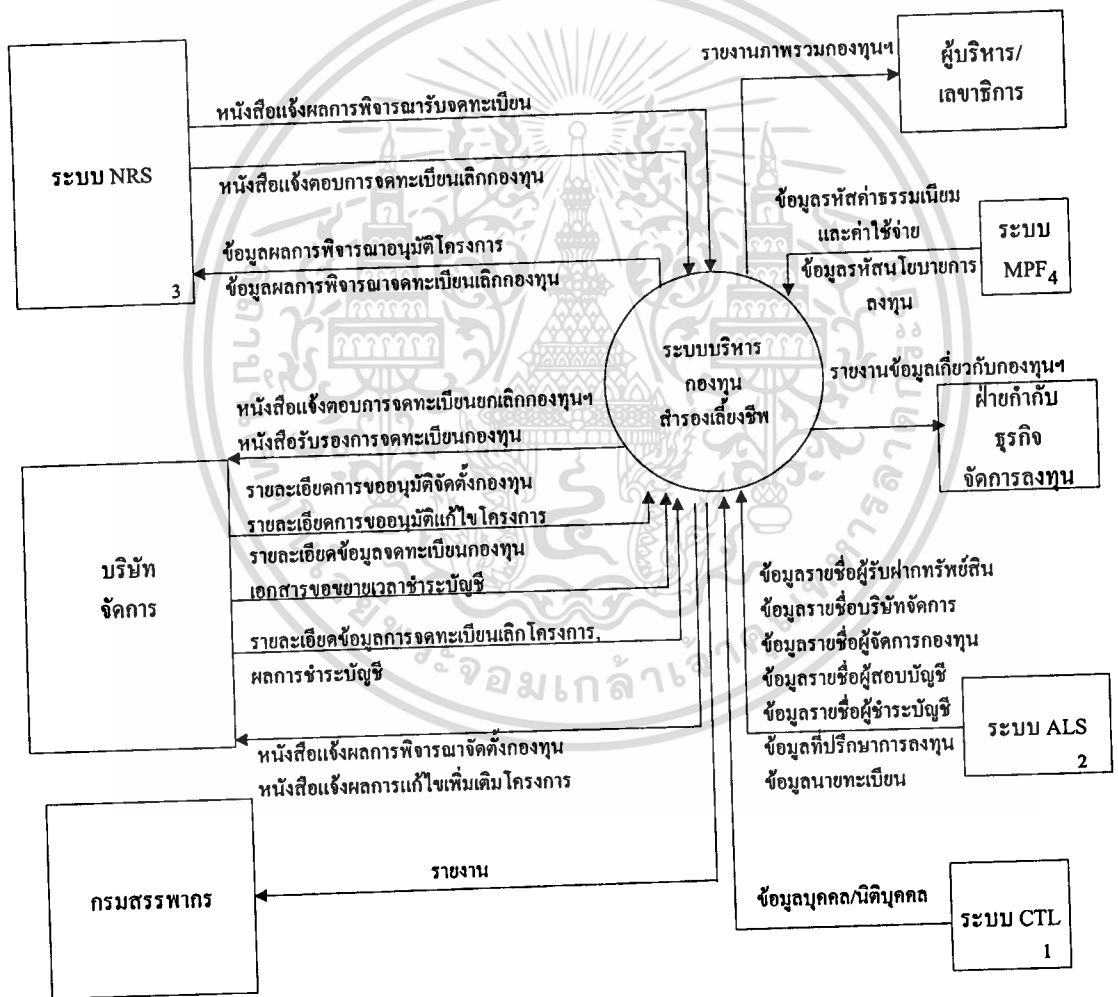 รายงานภาพรวมกองทุนฯ
ผู้บริหาร/
เลขาธิการ
หนังสือแจ้งผลการพิจารณารับจดทะเบียน
ระบบ NRS
หนังสือแจ้งตอบการจดทะเบียนเลิกกองทุน
ข้อมูลผลการพิจารณาอนุมัติโครงการ
3
ข้อมูลผลการพิจารณาจดทะเบียนเลิกกองทุน
ข้อมูลรหัสค่าธรรมเนียม
และค่าใช้จ่าย
ข้อมูลรหัสนโยบายการ
ลงทุน
ระบบ
MPF4
ระบบบริหาร
กองทุน
สำรองเลี้ยงชีพ
รายงานข้อมูลเกี่ยวกับกองทุนฯ
ฝ่ายกำกับ
ธุรกิจ
จัดการลงทุน
หนังสือแจ้งตอบการจดทะเบียนยกเลิกกองทุนฯ
หนังสือรับรองการจดทะเบียนกองทุน
รายละเอียดการขออนุมัติจัดตั้งกองทุน
รายละเอียดการขออนุมัติแก้ไขโครงการ
รายละเอียดข้อมูลจดทะเบียนกองทุน
เอกสารขอขยายเวลาชำระบัญชี
บริษัท
จัดการ
รายละเอียดข้อมูลการจดทะเบียนเลิกโครงการ,
ผลการชำระบัญชี
หนังสือแจ้งผลการพิจารณาจัดตั้งกองทุน
หนังสือแจ้งผลการแก้ไขเพิ่มเติมโครงการ
ข้อมูลรายชื่อผู้รับฝากทรัพย์สิน
ข้อมูลรายชื่อบริษัทจัดการ
ข้อมูลรายชื่อผู้จัดการกองทุน
ข้อมูลรายชื่อผู้สอบบัญชี
ข้อมูลรายชื่อผู้ชำระบัญชี
ข้อมูลที่ปรึกษาการลงทุน
ข้อมูลนายทะเบียน
ระบบ ALS
2
กรมสรรพากร
รายงาน
ข้อมูลบุคคล/นิติบุคคล
ระบบ CTL
1
พระจอมเกล้าเจ้าคุณทหารลาดกระบัง